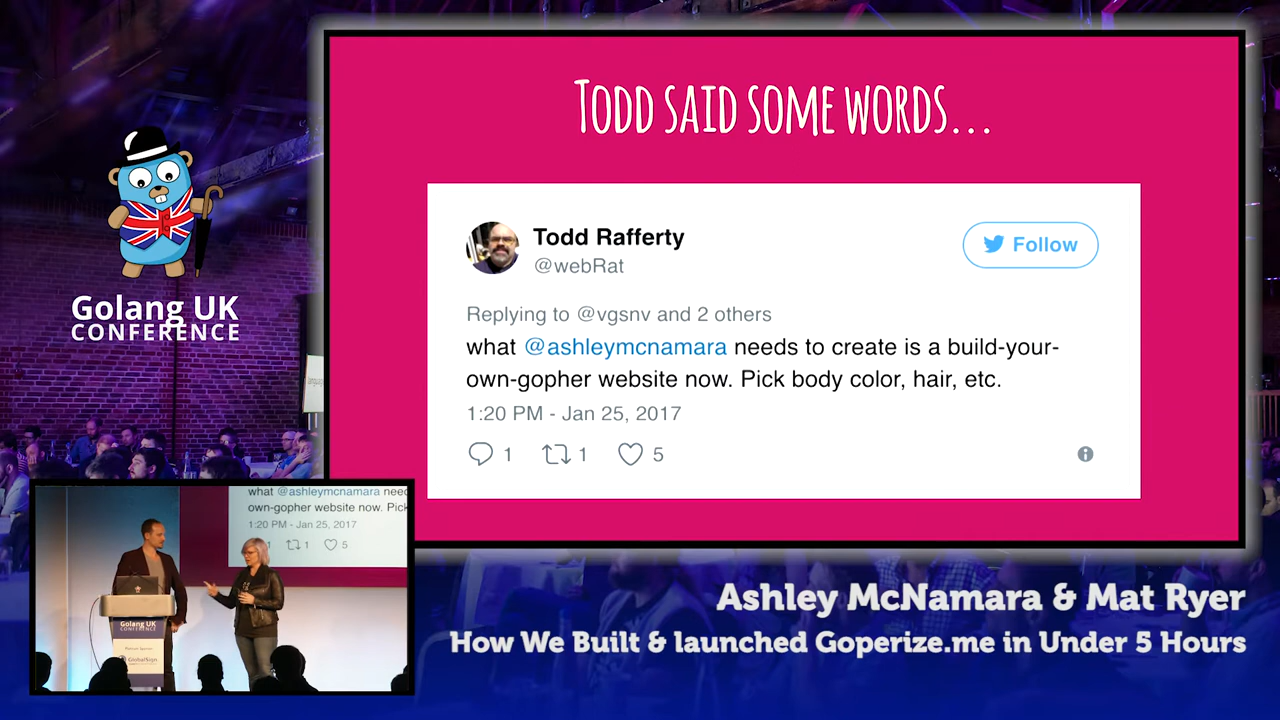 Todd said some words...
Todd Rafferty
@webRat
Follow
Replying to @vgsnv and 2 others
what @ashleymcnamara needs to create is a build-your-
own-gopher website now. Pick body color, hair, etc.
1:20 PM - Jan 25, 2017
1
1
5
Golang UK
CONFERENCE
what @ashleymcnamara need
own-gopher website now. Pick
1:20 PM - Jan 25, 2017
1
1
5
Golang UK
CONFERENCE
GlobalSign
Ashley McNamara & Mat Ryer
How We Built & launched Goperize.me in Under 5 Hours